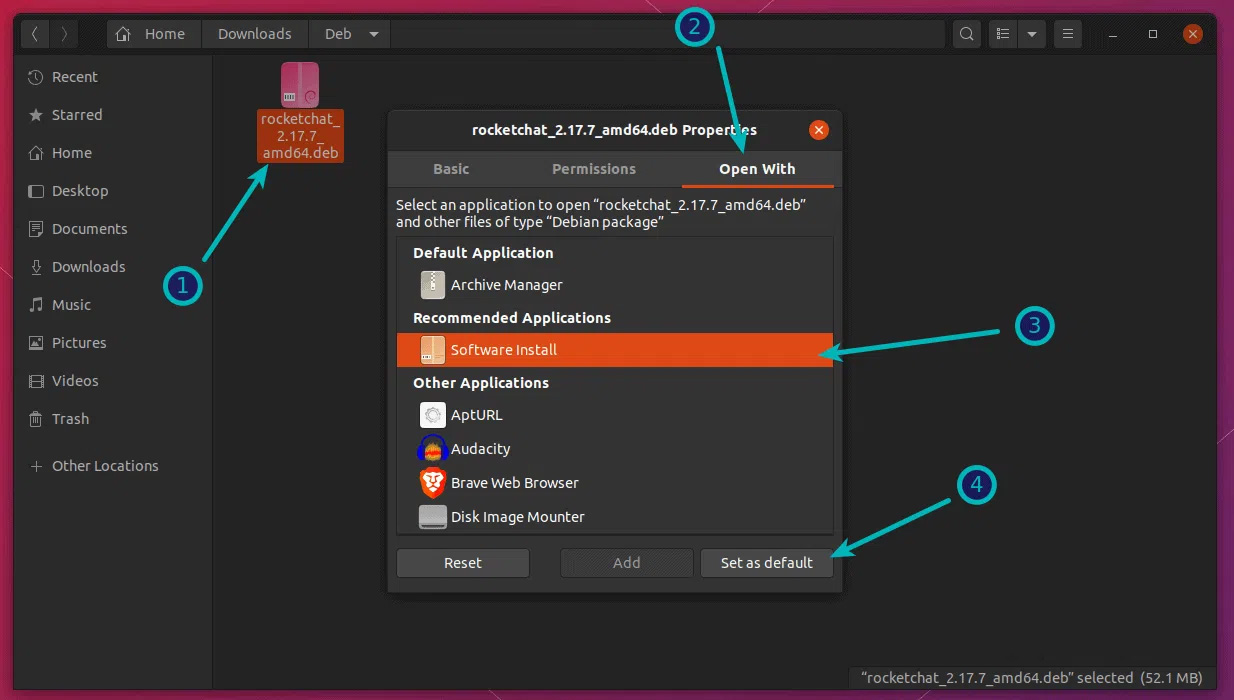 Home Downloads Deb
2
Recent
Starred
Home
Desktop
Documents
Downloads
Music
Pictures
Videos
Trash
Other Locations
rocketchat_
2.17.7_
amd64.deb
1
rocketchat_2.17.7_amd64.deb Properties
Basic Permissions Open With
Select an application to open “rocketchat_2.17.7_amd64.deb”
and other files of type “Debian package”
Default Application
Archive Manager
Recommended Applications
Software Install
3
Other Applications
AptURL
Audacity
Brave Web Browser
Disk Image Mounter
4
Reset Add Set as default
“rocketchat_2.17.7_amd64.deb” selected (52.1 MB)